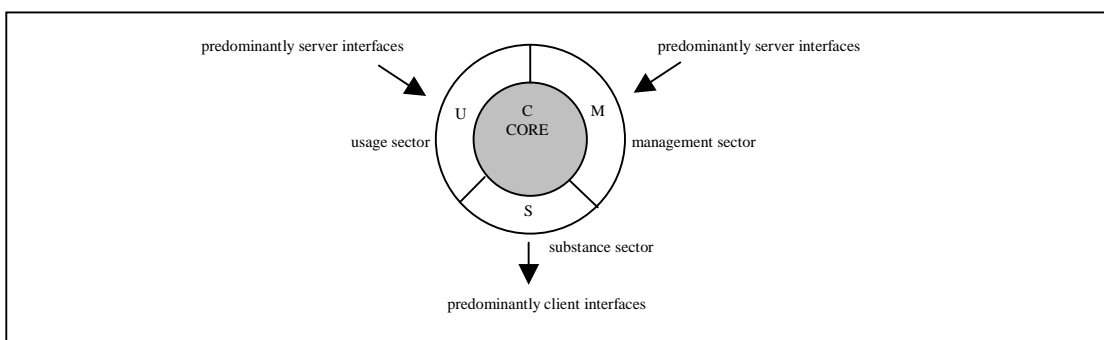 predominantly server interfaces
predominantly server interfaces
U
C
CORE
M
usage sector
management sector
S
substance sector
predominantly client interfaces